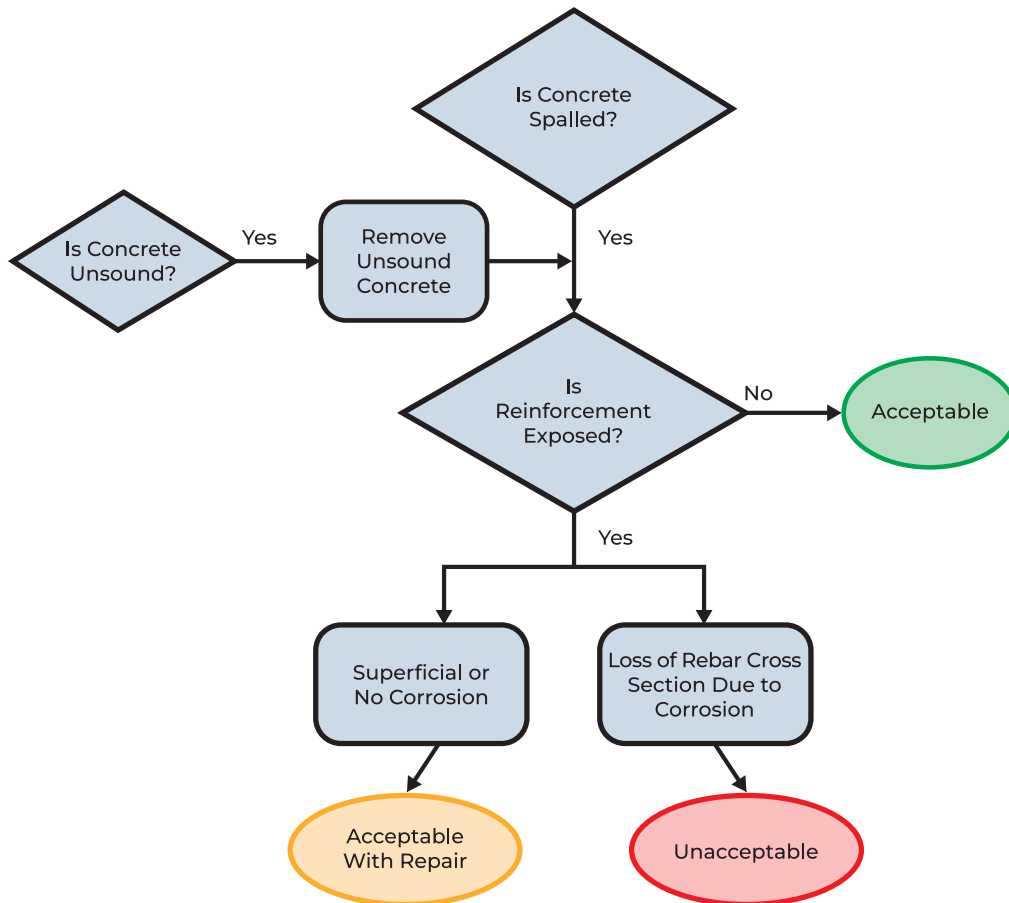 Is Concrete
Spalled?
Is Concrete
Unsound?
Yes
Remove
Unsound
Concrete
Yes
Is
Reinforcement
Exposed?
No
Acceptable
Yes
Superficial or
No Corrosion
Loss of Rebar Cross
Section Due to
Corrosion
Acceptable
With Repair
Unacceptable